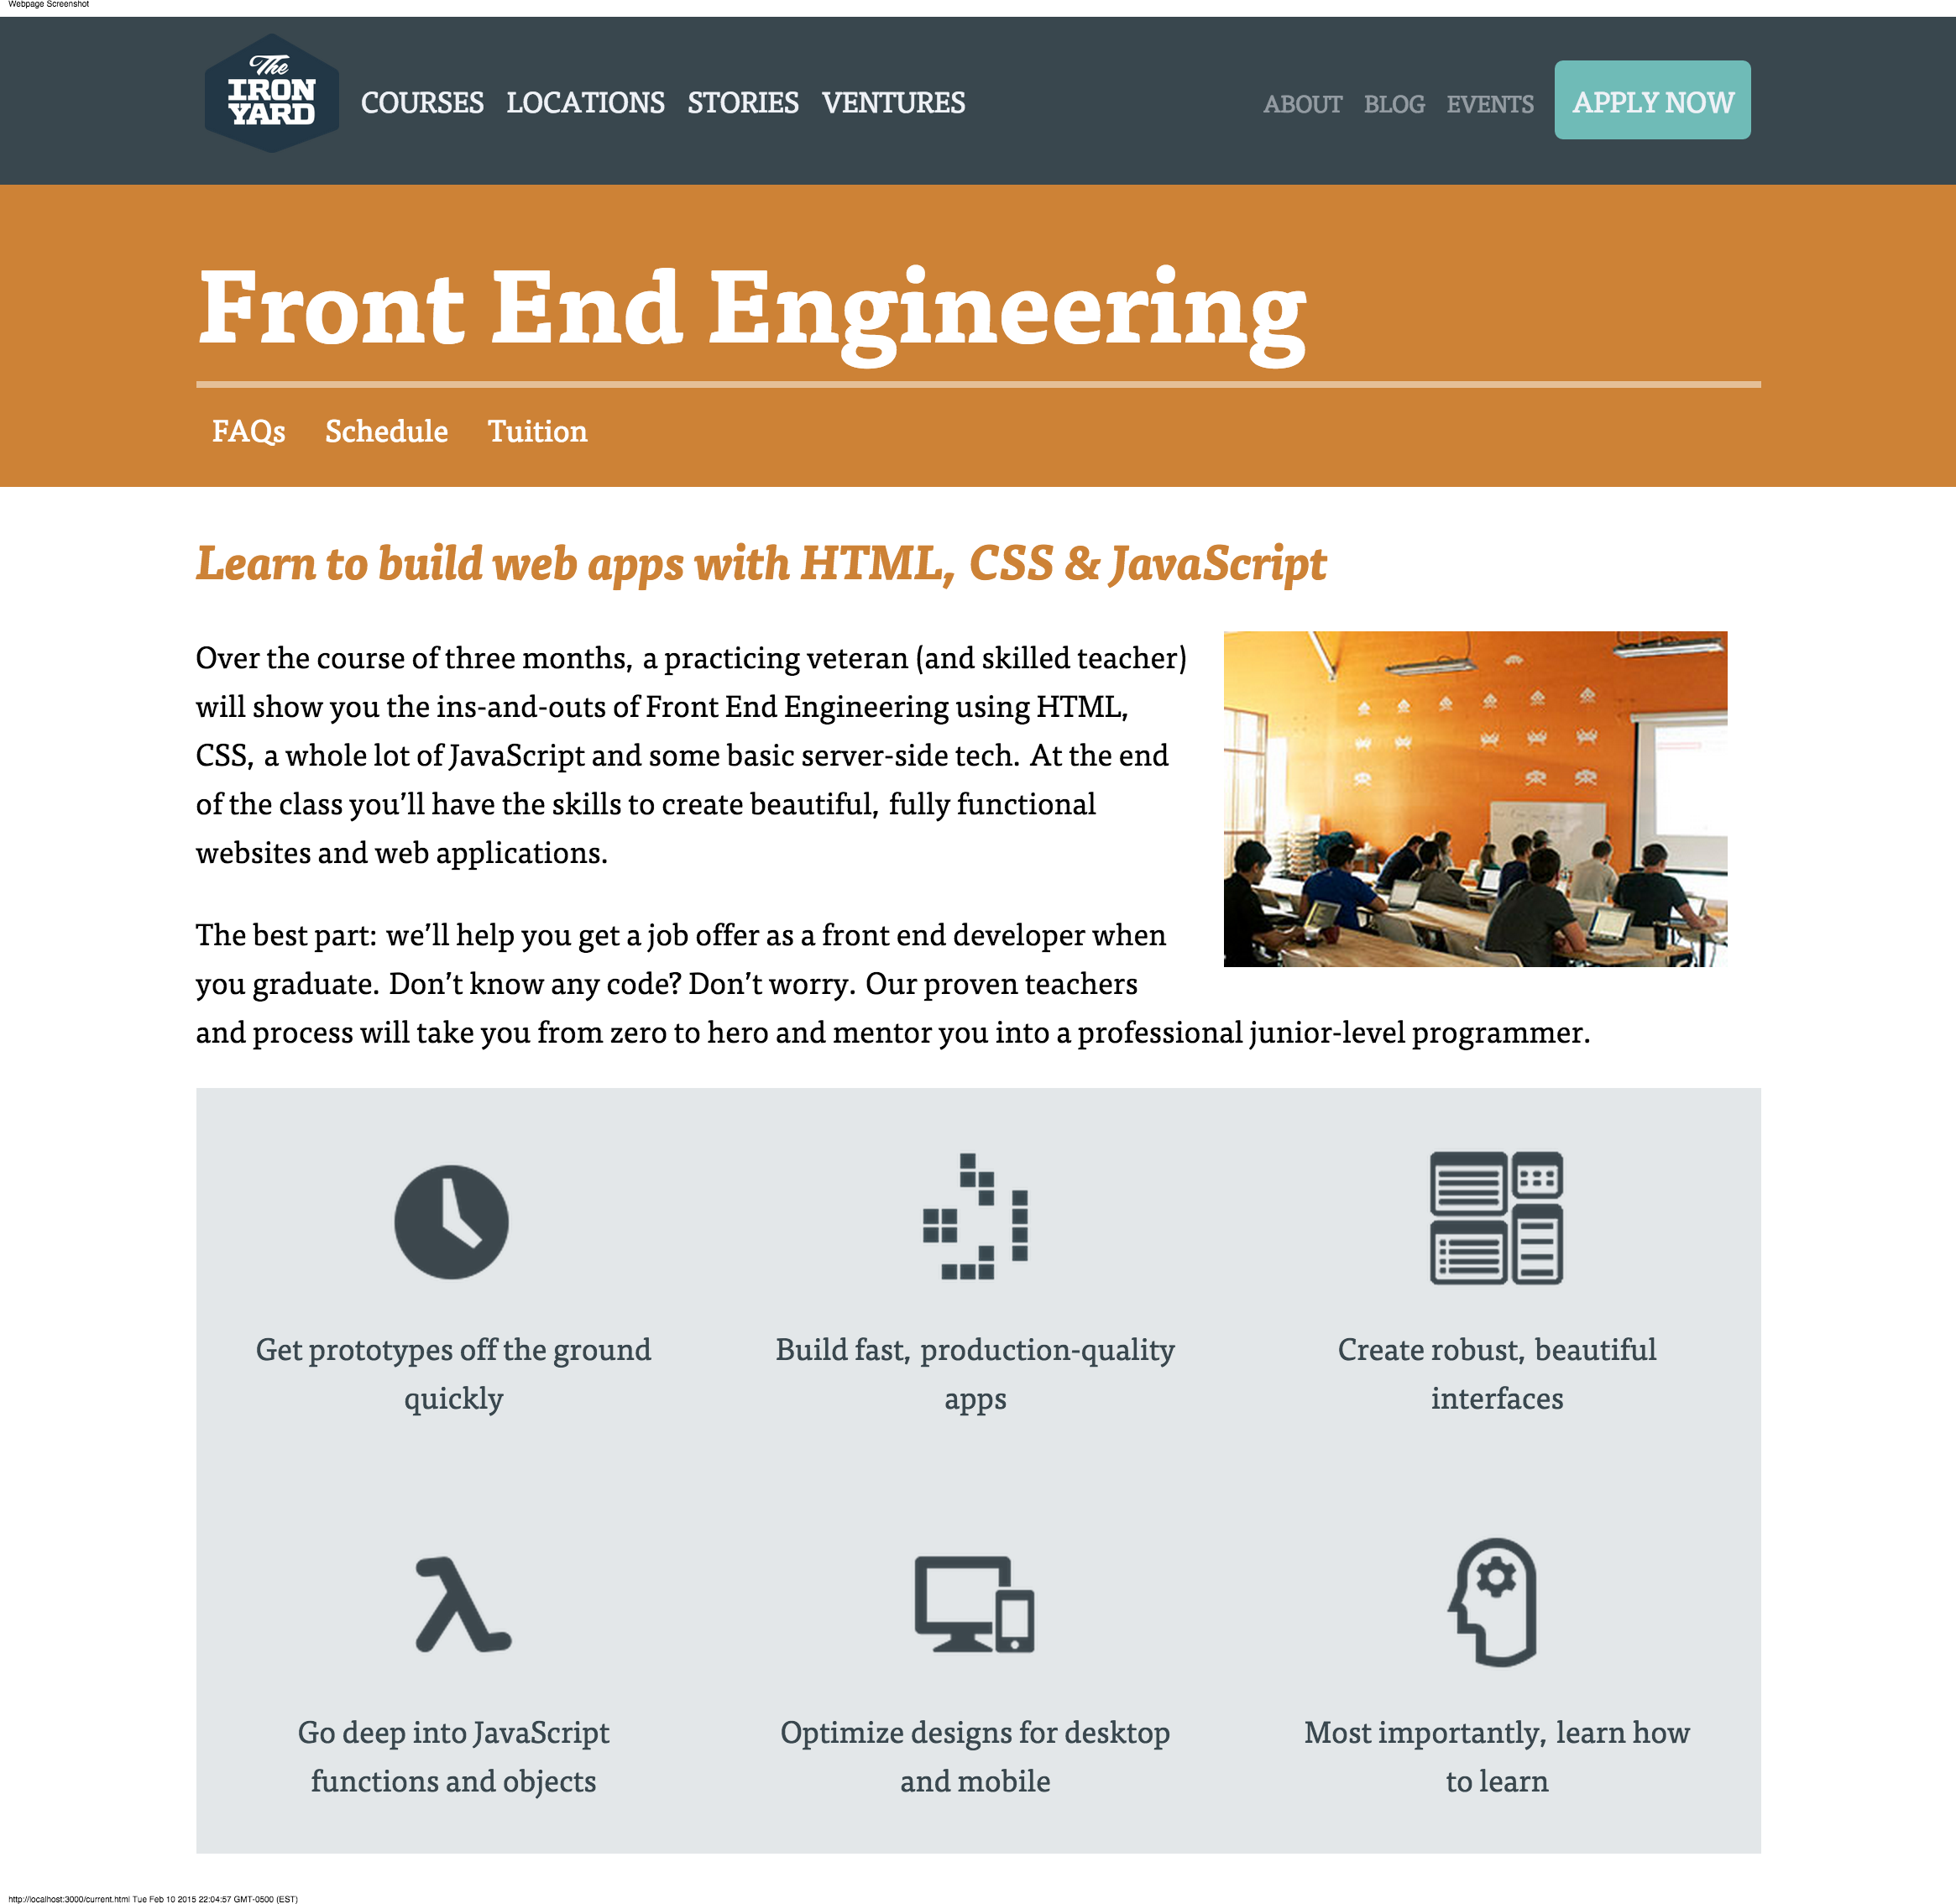 Webpage Screenshot
The
IRON
YARD
COURSES LOCATIONS STORIES VENTURES
ABOUT BLOG EVENTS APPLY NOW
Front End Engineering
FAQs Schedule Tuition
Learn to build web apps with HTML, CSS & JavaScript
Over the course of three months, a practicing veteran (and skilled teacher)
will show you the ins-and-outs of Front End Engineering using HTML,
CSS, a whole lot of JavaScript and some basic server-side tech. At the end
of the class you’ll have the skills to create beautiful, fully functional
websites and web applications.
The best part: we’ll help you get a job offer as a front end developer when
you graduate. Don’t know any code? Don’t worry. Our proven teachers
and process will take you from zero to hero and mentor you into a professional junior-level programmer.
Get prototypes off the ground
quickly
Build fast, production-quality
apps
Create robust, beautiful
interfaces
Go deep into JavaScript
functions and objects
Optimize designs for desktop
and mobile
Most importantly, learn how
to learn
http://localhost:3000/current.html Tue Feb 10 2015 22:04:57 GMT-0500 (EST)